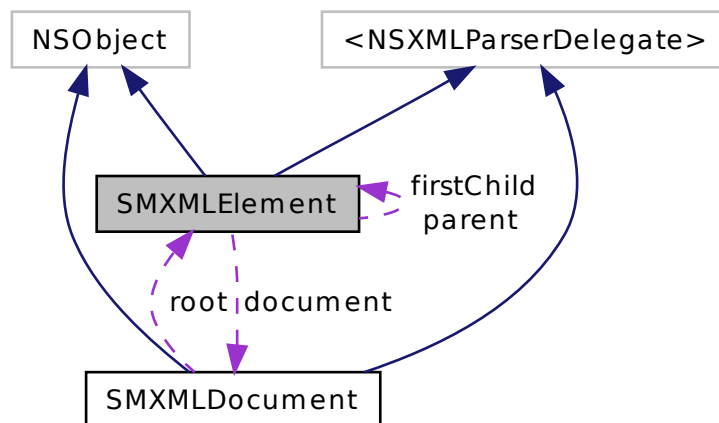 NSObject
<NSXMLParserDelegate>
SMXMLElement
firstChild
parent
root
document
SMXMLDocument